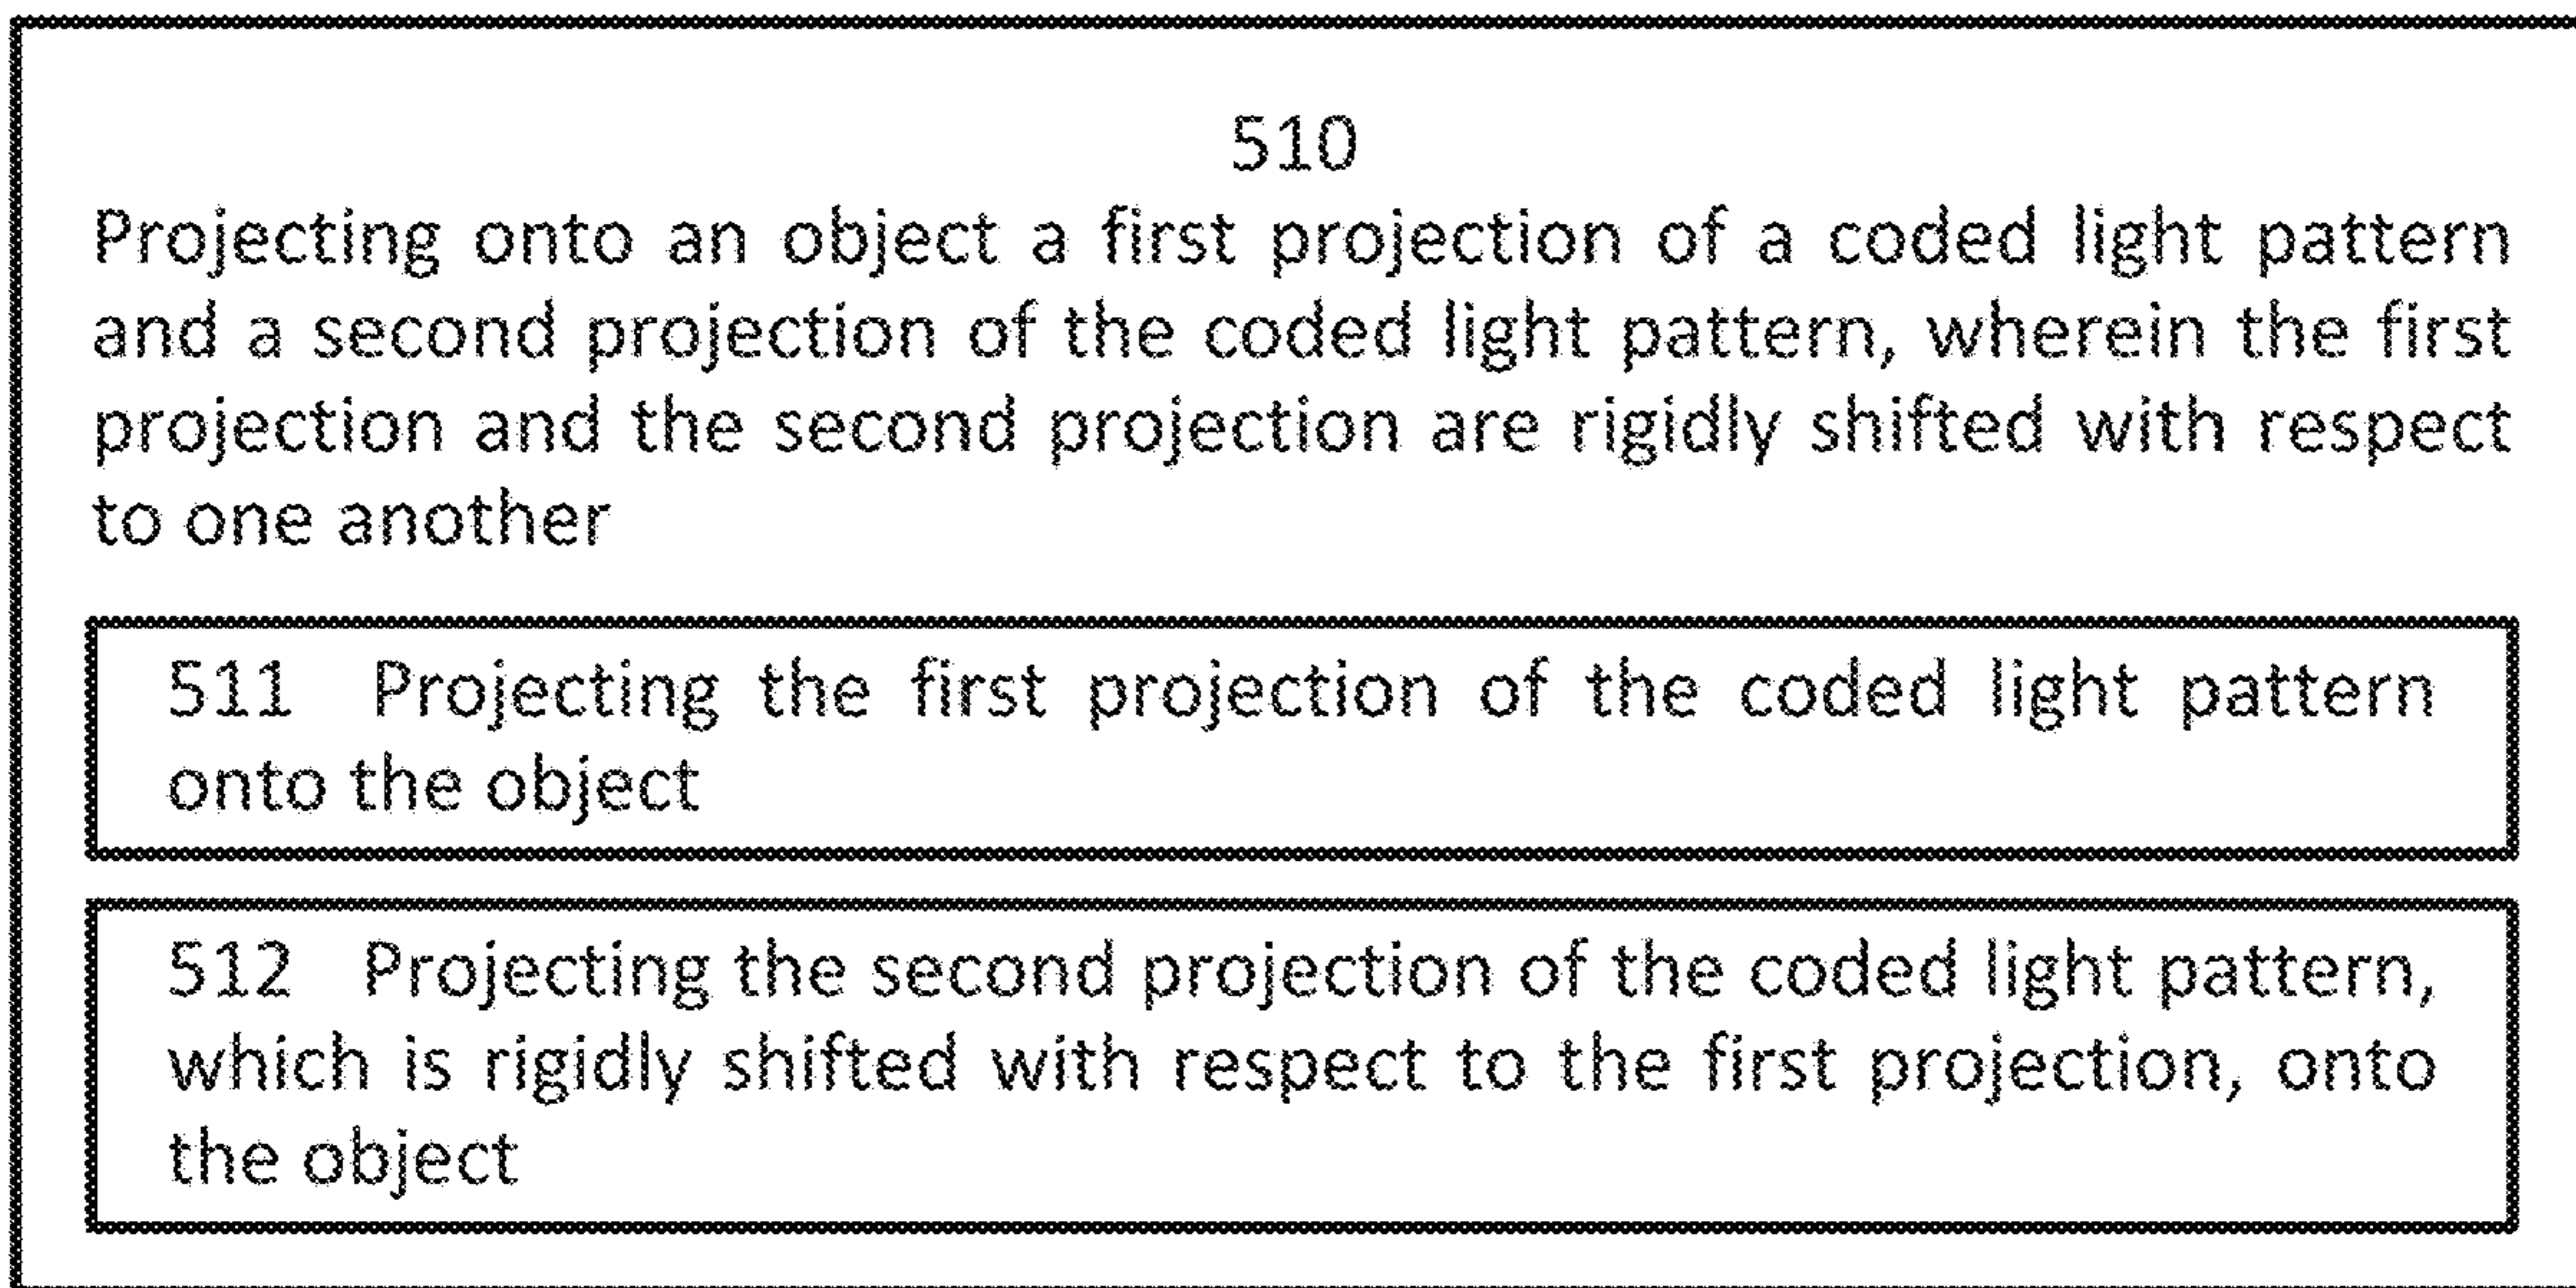 510
Projecting onto an object a first projection of a coded light pattern
and a second projection of the coded light pattern, wherein the first
projection and the second projection are rigidly shifted with respect
to one another
511 Projecting the first projection of the coded light pattern
onto the object
512 Projecting the second projection of the coded light pattern,
which is rigidly shifted with respect to the first projection, onto
the object